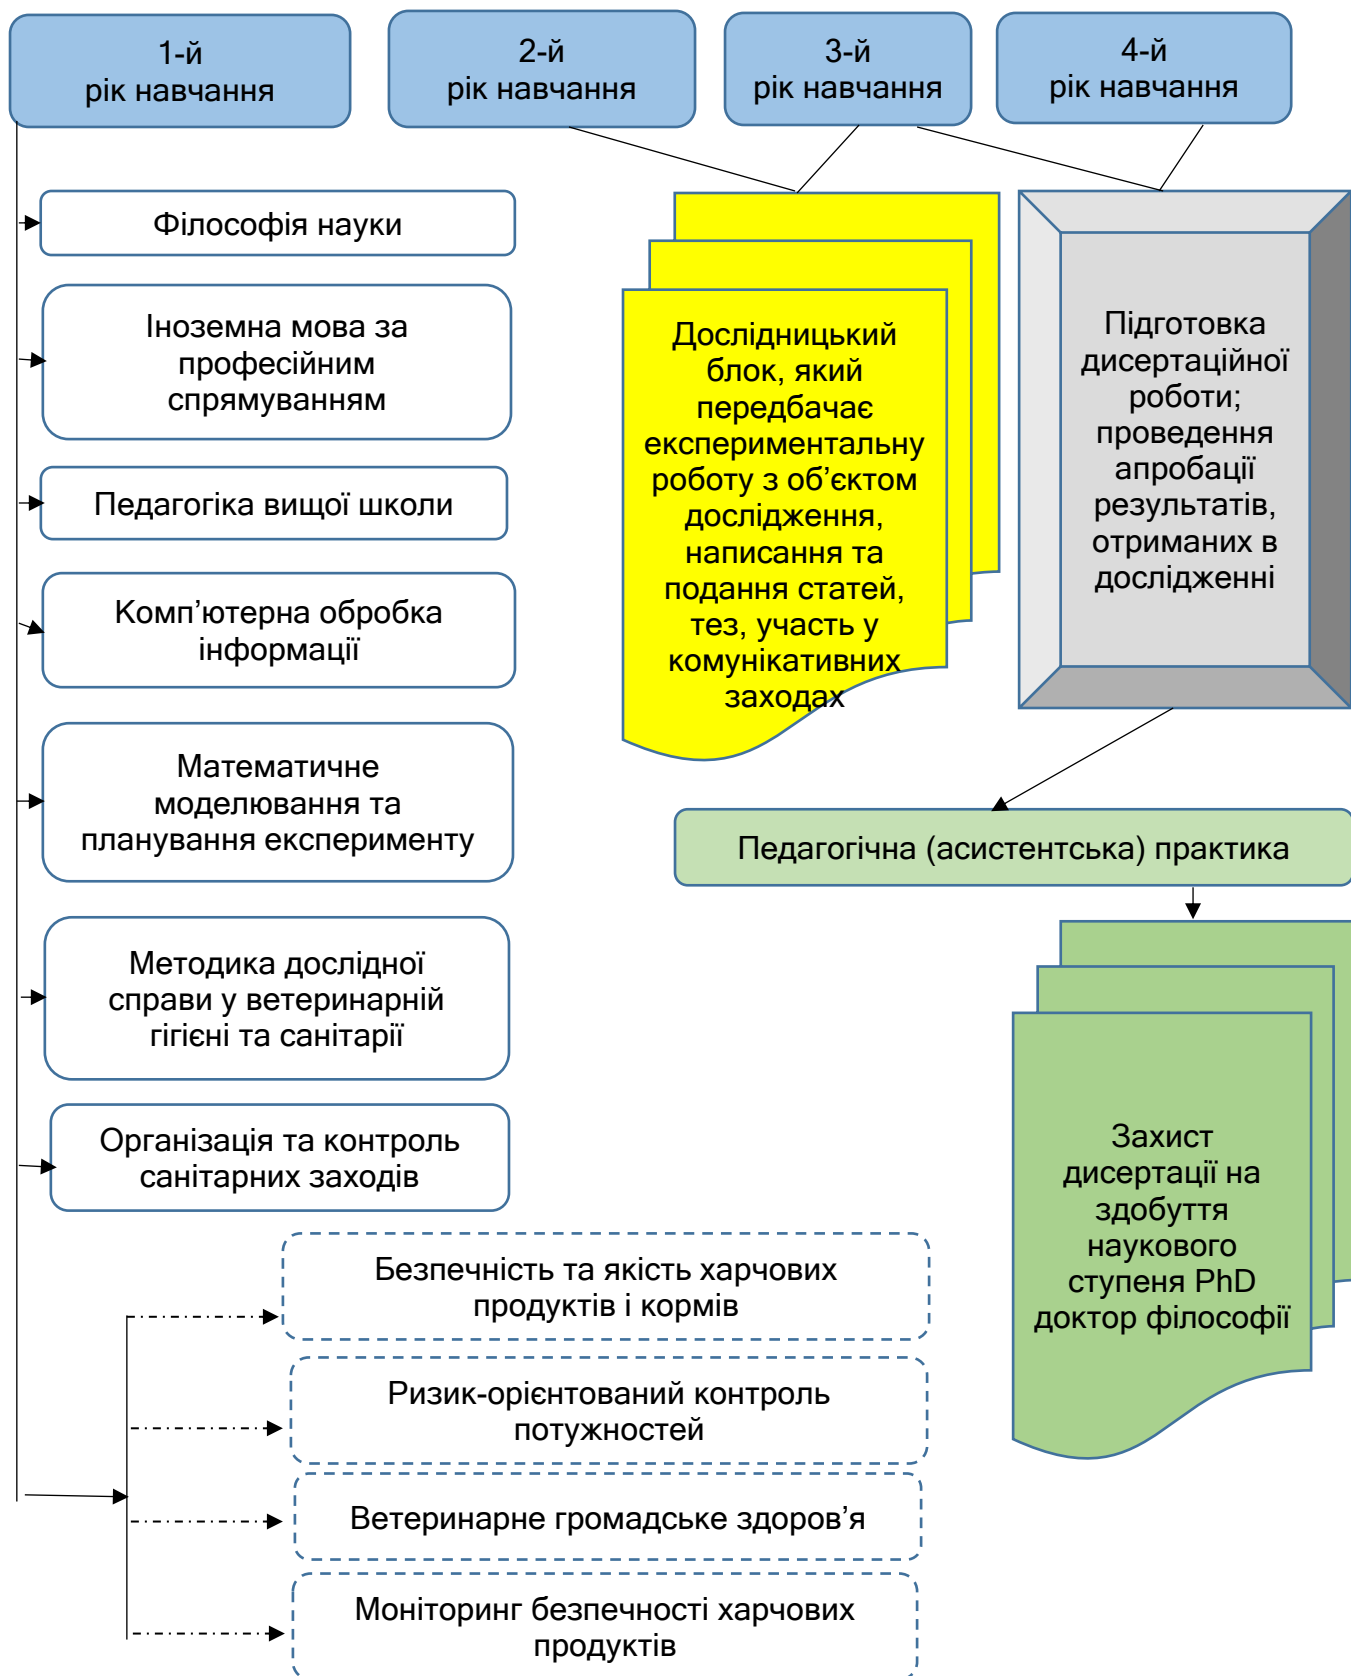 1-й
рік навчання
2-й
рік навчання
3-й
рік навчання
4-й
рік навчання
Філософія науки
Іноземна мова за
професійним
спрямуванням
Педагогіка вищої школи
Комп’ютерна обробка
інформації
Математичне
моделювання та
планування експерименту
Методика дослідної
справи у ветеринарній
гігієні та санітарії
Організація та контроль
санітарних заходів
Безпечність та якість харчових
продуктів і кормів
Ризик-орієнтований контроль
потужностей
Ветеринарне громадське здоров’я
Моніторинг безпечності харчових
продуктів
Дослідницький
блок, який
передбачає
експериментальну
роботу з об’єктом
дослідження,
написання та
подання статей,
тез, участь у
комунікативних
заходах
Підготовка
дисертаційної
роботи;
проведення
апробації
результатів,
отриманих в
дослідженні
Педагогічна (асистентська) практика
Захист
дисертації на
здобуття
наукового
ступеня PhD
доктор філософії